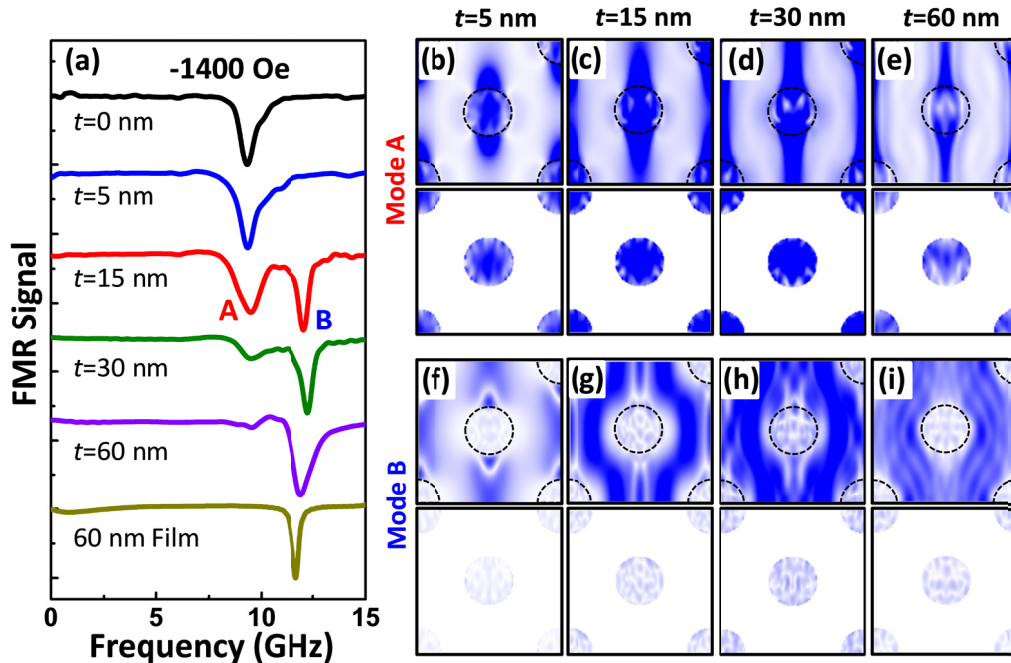 (a)
-1400 Oe
t=0 nm
t=5 nm
t=15 nm
A
B
t=30 nm
t=60 nm
60 nm Film
FMR Signal
0 5 10 15
Frequency (GHz)
t=5 nm t=15 nm t=30 nm t=60 nm
Mode A
(b) (c) (d) (e)
Mode B
(f) (g) (h) (i)